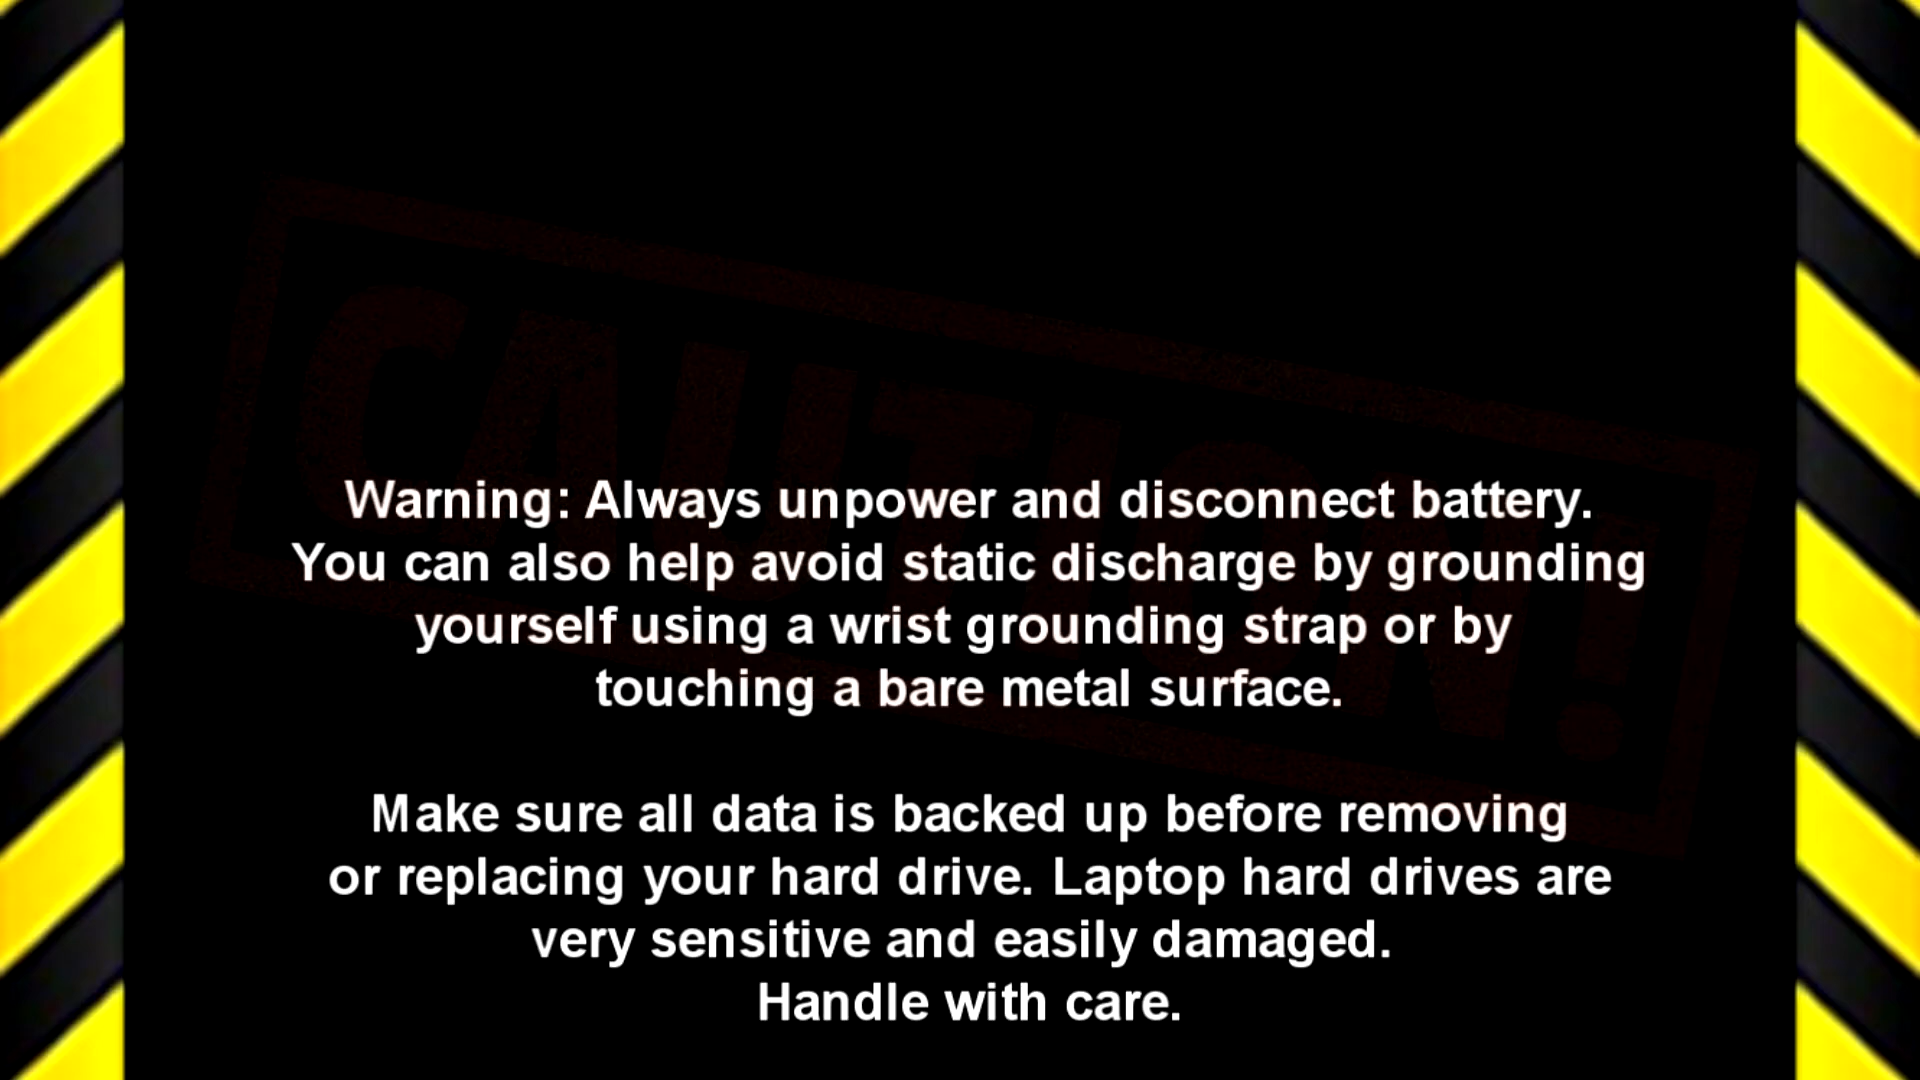 CAUTION!
Warning: Always unpower and disconnect battery.
You can also help avoid static discharge by grounding
yourself using a wrist grounding strap or by
touching a bare metal surface.
Make sure all data is backed up before removing
or replacing your hard drive. Laptop hard drives are
very sensitive and easily damaged.
Handle with care.